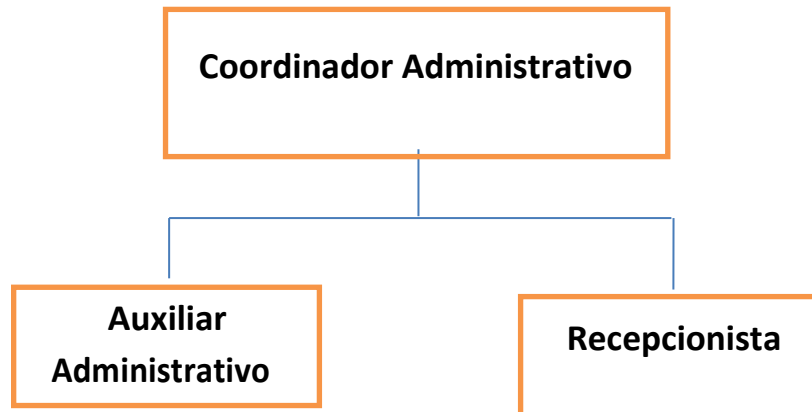 Coordinador Administrativo
Auxiliar
Administrativo
Recepcionista